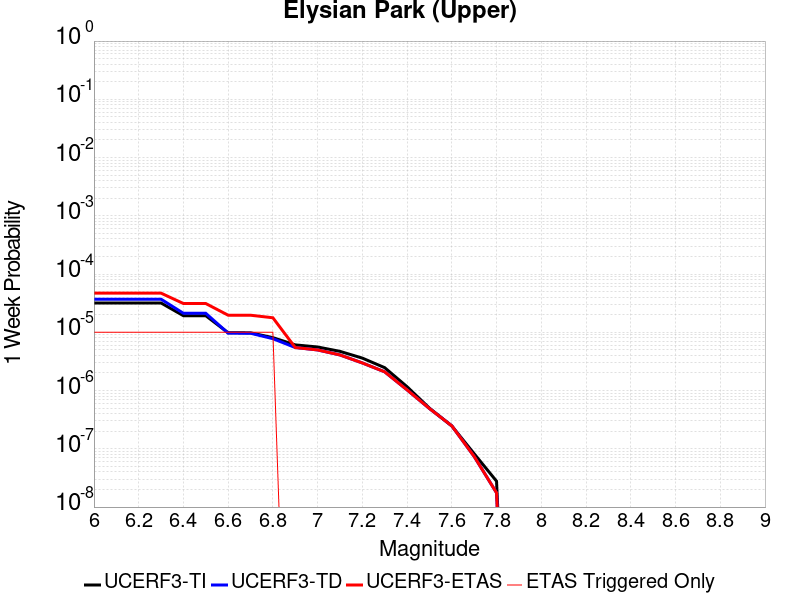 Elysian Park (Upper)
10^0
10^-1
10^-2
10^-3
10^-4
10^-5
10^-6
10^-7
10^-8
1 Week Probability
6 6.2 6.4 6.6 6.8 7 7.2 7.4 7.6 7.8 8 8.2 8.4 8.6 8.8 9
Magnitude
UCERF3-TI UCERF3-TD UCERF3-ETAS ETAS Triggered Only